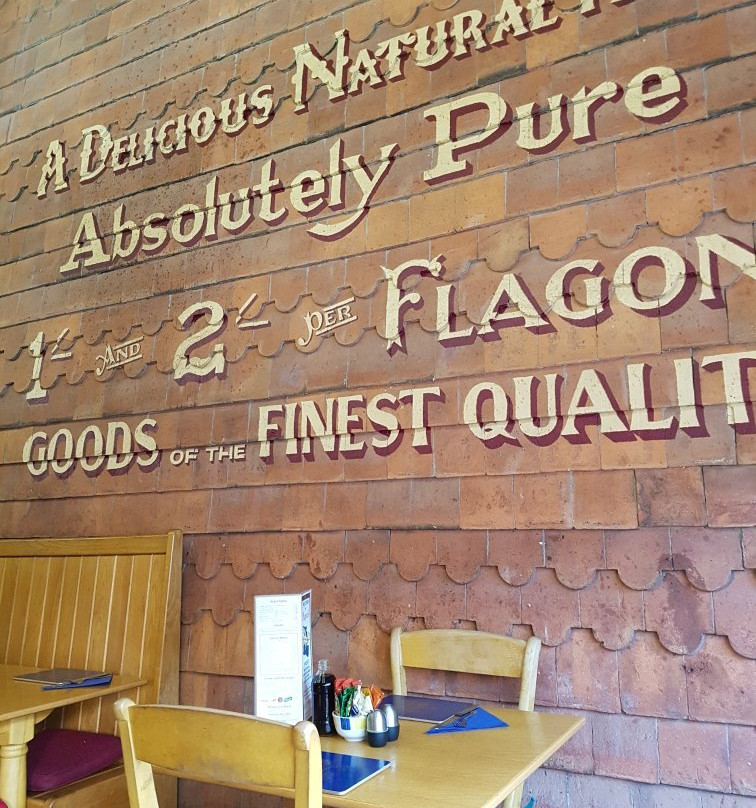 A DELICIOUS NATURAL
Absolutely Pure
1/- AND 2/- PER FLAGON
GOODS OF THE FINEST QUALIT